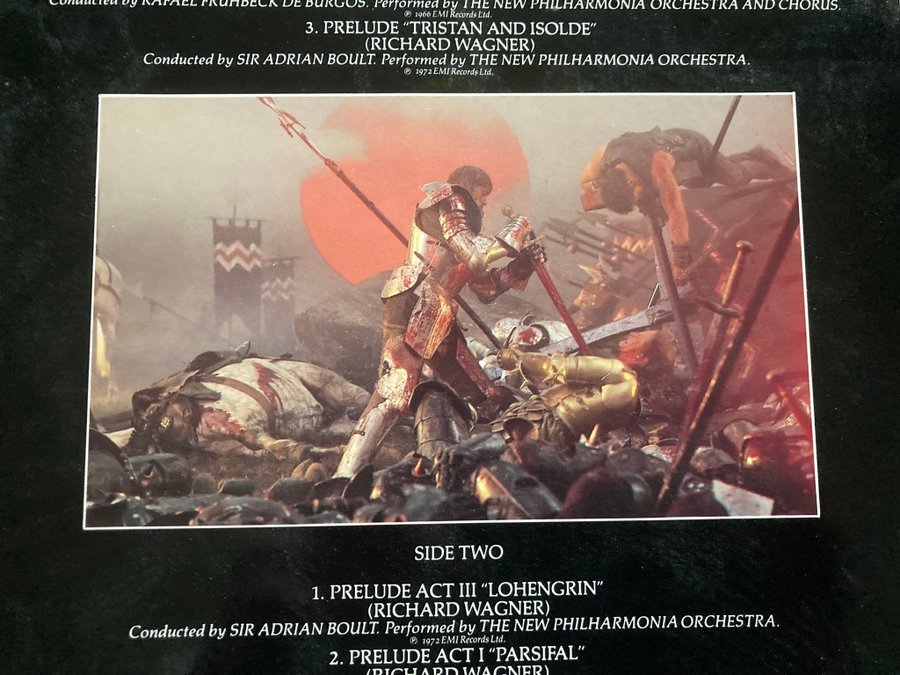 Conducted by RAFAEL FRUHBECK DE BURGOS. Performed by THE NEW PHILHARMONIA ORCHESTRA AND CHORUS.
℗ 1966 EMI Records Ltd.
3. PRELUDE "TRISTAN AND ISOLDE"
(RICHARD WAGNER)
Conducted by SIR ADRIAN BOULT. Performed by THE NEW PHILHARMONIA ORCHESTRA.
℗ 1972 EMI Records Ltd.
SIDE TWO
1. PRELUDE ACT III "LOHENGRIN"
(RICHARD WAGNER)
Conducted by SIR ADRIAN BOULT. Performed by THE NEW PHILHARMONIA ORCHESTRA.
℗ 1972 EMI Records Ltd.
2. PRELUDE ACT I "PARSIFAL"
(RICHARD WAGNER)